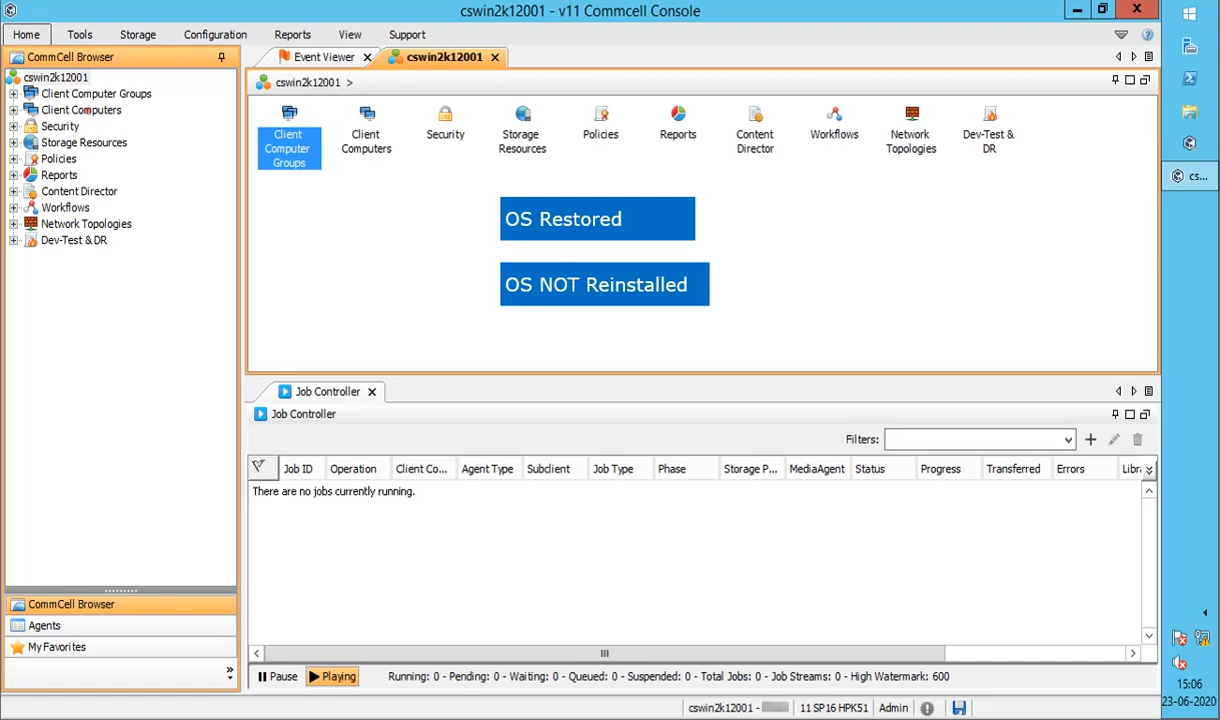 cswin2k12001 - v11 Commcell Console
Home Tools Storage Configuration Reports View Support
CommCell Browser
cswin2k12001
Client Computer Groups
Client Computers
Security
Storage Resources
Policies
Reports
Content Director
Workflows
Network Topologies
Dev-Test & DR
CommCell Browser
Agents
My Favorites
Event Viewer
cswin2k12001
cswin2k12001 >
Client Computer Groups
Client Computers
Security
Storage Resources
Policies
Reports
Content Director
Workflows
Network Topologies
Dev-Test & DR
OS Restored
OS NOT Reinstalled
Job Controller
Job Controller
Filters:
Job ID Operation Client Co... Agent Type Subclient Job Type Phase Storage P... MediaAgent Status Progress Transferred Errors Libr
There are no jobs currently running.
Pause Playing Running: 0 - Pending: 0 - Waiting: 0 - Queued: 0 - Suspended: 0 - Total Jobs: 0 - Job Streams: 0 - High Watermark: 600
cswin2k12001 - 11 SP16 HPK51 Admin
cs...
15:06
23-06-2020